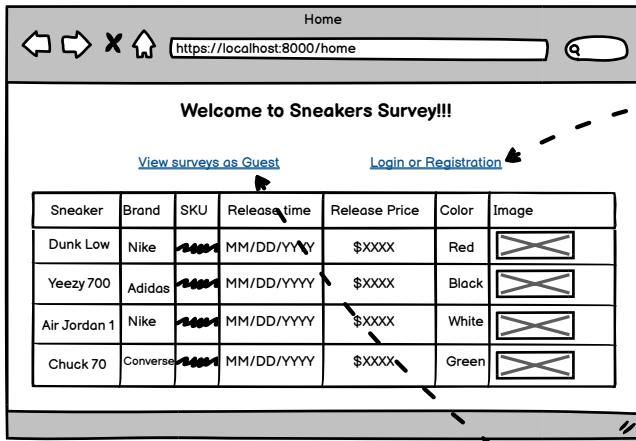 Home
https://localhost:8000/home
Welcome to Sneakers Survey!!!
View surveys as Guest Login or Registration
Sneaker Brand SKU Release time Release Price Color Image
Dunk Low Nike MM/DD/YYYY $XXXX Red
Yeezy 700 Adidas MM/DD/YYYY $XXXX Black
Air Jordan 1 Nike MM/DD/YYYY $XXXX White
Chuck 70 Converse MM/DD/YYYY $XXXX Green